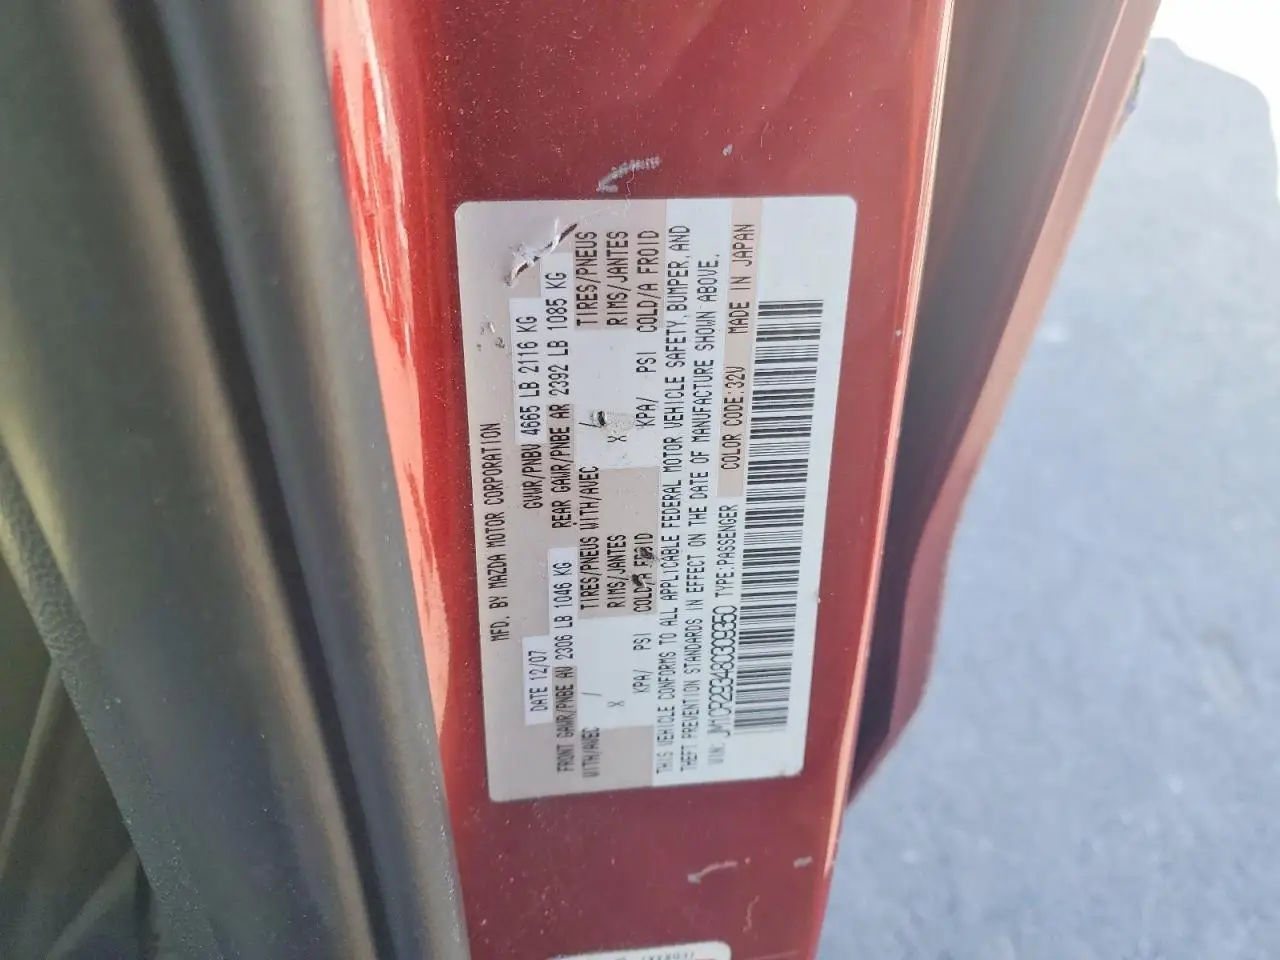 MFD. BY MAZDA MOTOR CORPORATION
DATE 12/07 GVWR/PNBV 4665 LB 2116 KG
FRONT GAWR/PNBE AV 2306 LB 1046 KG REAR GAWR/PNBE AR 2392 LB 1085 KG
WITH/AVEC / TIRES/PNEUS WITH/AVEC / TIRES/PNEUS
X RIMS/JANTES X RIMS/JANTES
KPA/ PSI COLD/A FROID KPA/ PSI COLD/A FROID
THIS VEHICLE CONFORMS TO ALL APPLICABLE FEDERAL MOTOR VEHICLE SAFETY, BUMPER, AND
THEFT PREVENTION STANDARDS IN EFFECT ON THE DATE OF MANUFACTURE SHOWN ABOVE.
VIN: JM1CR293480309350 TYPE:PASSENGER COLOR CODE:32V MADE IN JAPAN